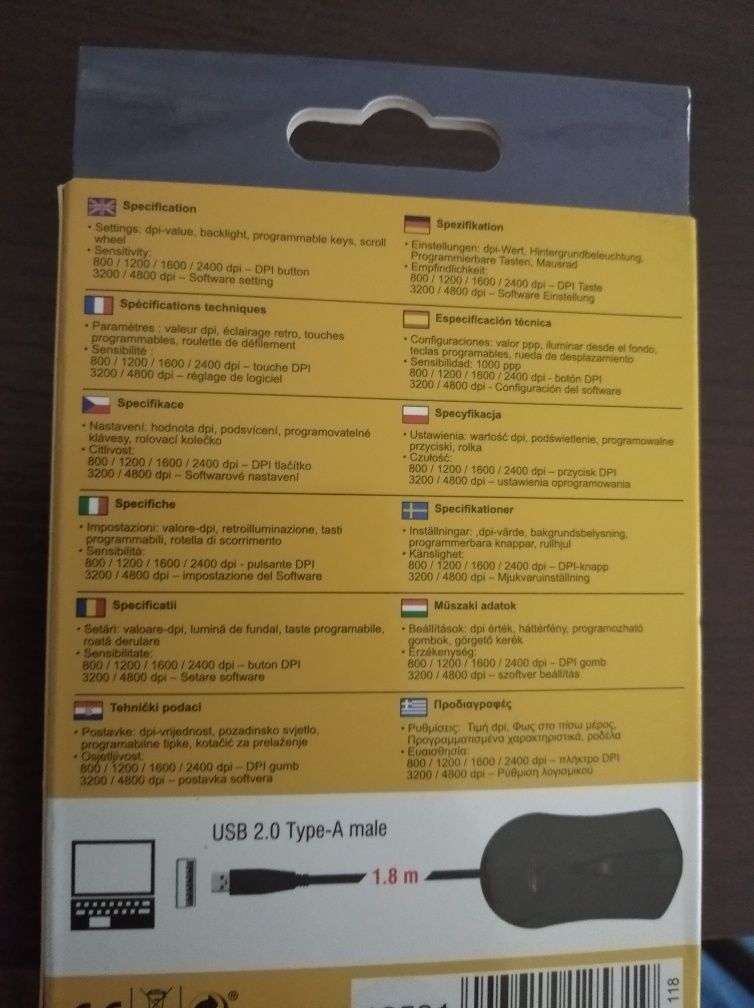 Specification
• Settings: dpi-value, backlight, programmable keys, scroll
wheel
• Sensitivity:
800 / 1200 / 1600 / 2400 dpi – DPI button
3200 / 4800 dpi – Software setting
Spezifikation
• Einstellungen: dpi-Wert, Hintergrundbeleuchtung,
Programmierbare Tasten, Mausrad
• Empfindlichkeit:
800 / 1200 / 1600 / 2400 dpi – DPI Taste
3200 / 4800 dpi – Software Einstellung
Spécifications techniques
• Paramètres : valeur dpi, éclairage retro, touches
programmables, roulette de défilement
• Sensibilité :
800 / 1200 / 1600 / 2400 dpi – touche DPI
3200 / 4800 dpi – réglage de logiciel
Especificación técnica
• Configuraciones: valor ppp, iluminar desde el fondo,
teclas programables, rueda de desplazamiento
• Sensibilidad: 1000 ppp
800 / 1200 / 1600 / 2400 dpi - botón DPI
3200 / 4800 dpi - Configuración del software
Specifikace
• Nastavení: hodnota dpi, podsvícení, programovatelné
klávesy, rolovací kolečko
• Citlivost:
800 / 1200 / 1600 / 2400 dpi – DPI tlačítko
3200 / 4800 dpi – Softwarové nastavení
Specyfikacja
• Ustawienia: wartość dpi, podświetlenie, programowalne
przyciski, rolka
• Czułość:
800 / 1200 / 1600 / 2400 dpi – przycisk DPI
3200 / 4800 dpi – ustawienia oprogramowania
Specifiche
• Impostazioni: valore-dpi, retroilluminazione, tasti
programmabili, rotella di scorrimento
• Sensibilità:
800 / 1200 / 1600 / 2400 dpi - pulsante DPI
3200 / 4800 dpi – impostazione del Software
Specifikationer
• Inställningar: ,dpi-värde, bakgrundsbelysning,
programmerbara knappar, rullhjul
• Känslighet:
800 / 1200 / 1600 / 2400 dpi – DPI-knapp
3200 / 4800 dpi – Mjukvaruinställning
Specificatii
• Setări: valoare-dpi, lumină de fundal, taste programabile,
roată derulare
• Sensibilitate:
800 / 1200 / 1600 / 2400 dpi – buton DPI
3200 / 4800 dpi – Setare software
Műszaki adatok
• Beállítások: dpi érték, háttérfény, programozható
gombok, görgető kerék
• Érzékenység:
800 / 1200 / 1600 / 2400 dpi – DPI gomb
3200 / 4800 dpi – szoftver beállítás
Tehnički podaci
• Postavke: dpi-vrijednost, pozadinsko svjetlo,
programabilne tipke, kotačić za prelaženje
• Osjetljivost:
800 / 1200 / 1600 / 2400 dpi – DPI gumb
3200 / 4800 dpi – postavka softvera
Προδιαγραφές
• Ρυθμίσεις: Τιμή dpi, Φως στο πίσω μέρος,
Προγραμματισμένα χαρακτηριστικά, ροδέλα
• Ευαισθησία:
800 / 1200 / 1600 / 2400 dpi – πλήκτρο DPI
3200 / 4800 dpi – Ρύθμιση λογισμικού
USB 2.0 Type-A male
1.8 m
CE
®
118